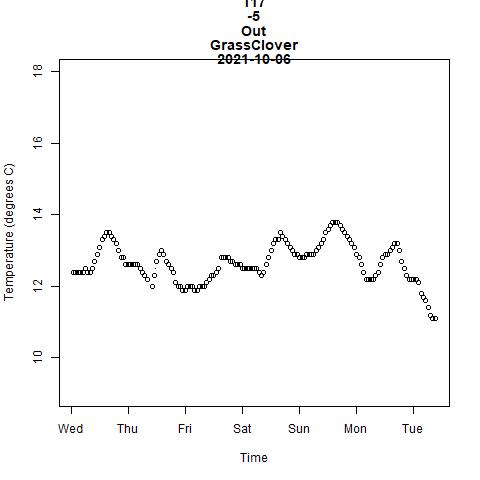 117
-5
Out
GrassClover
2021-10-06
Temperature (degrees C)
18
16
14
12
10
Wed Thu Fri Sat Sun Mon Tue
Time